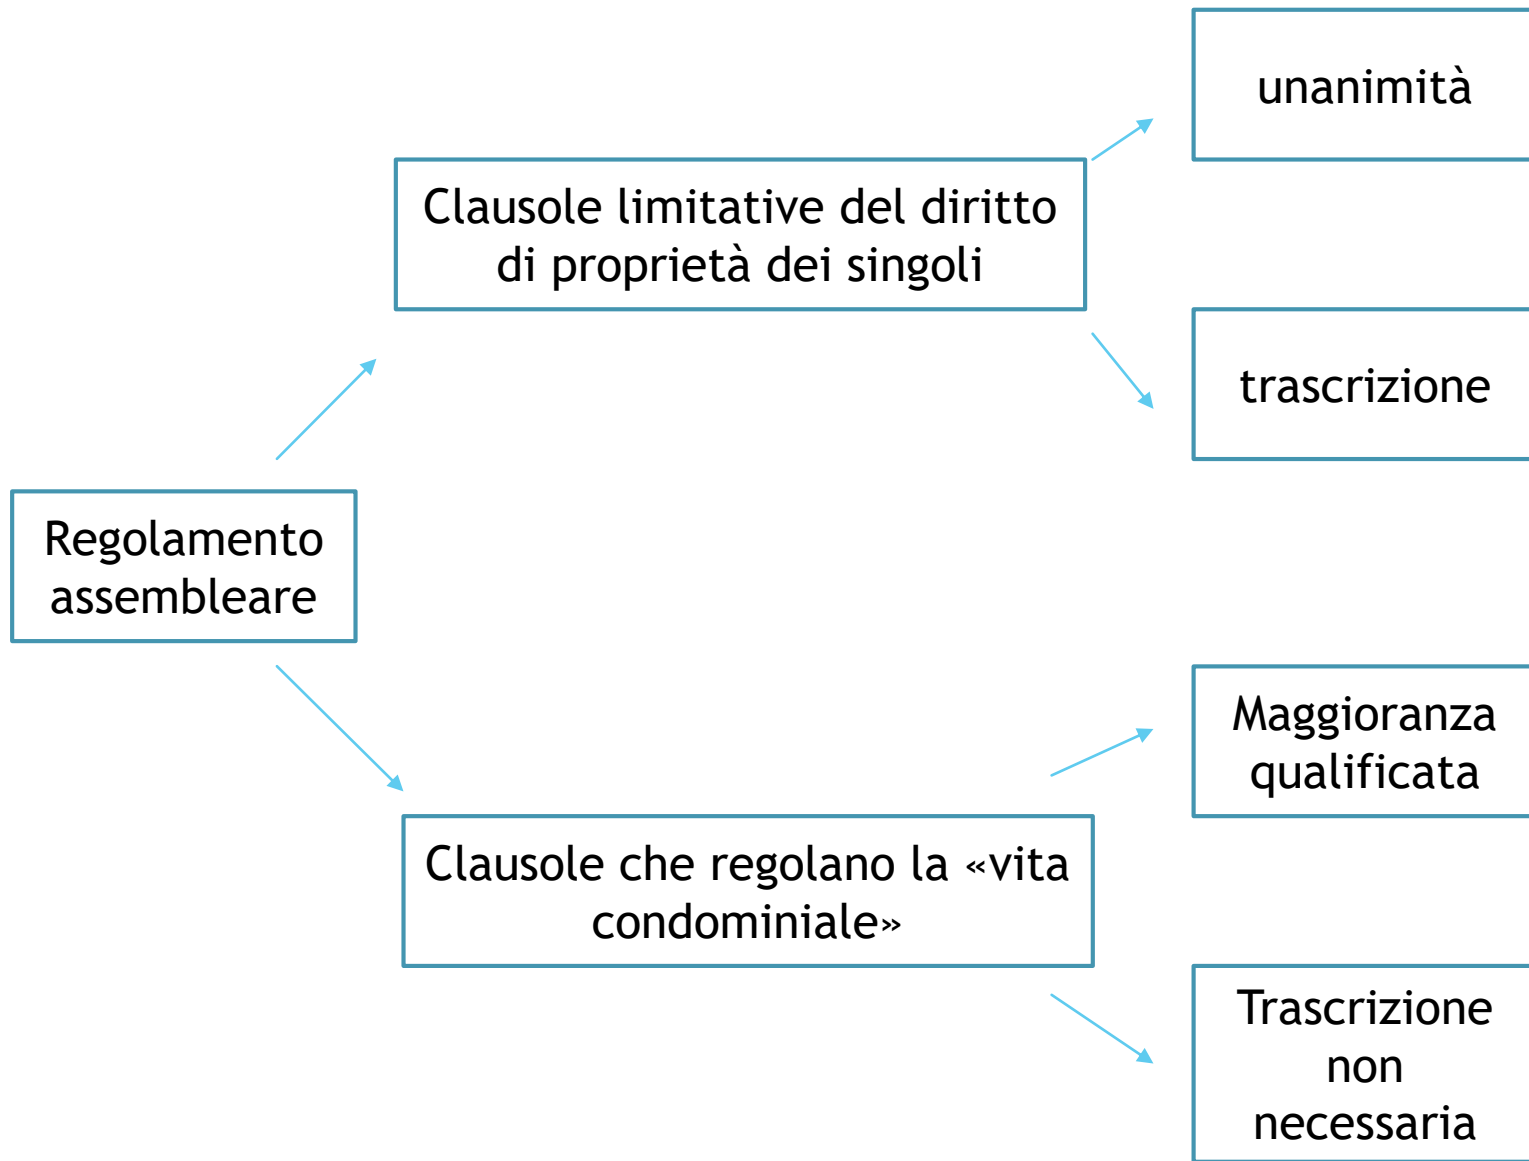 unanimità
Clausole limitative del diritto
di proprietà dei singoli
trascrizione
Regolamento
assembleare
Maggioranza
qualificata
Clausole che regolano la «vita
condominiale»
Trascrizione
non
necessaria